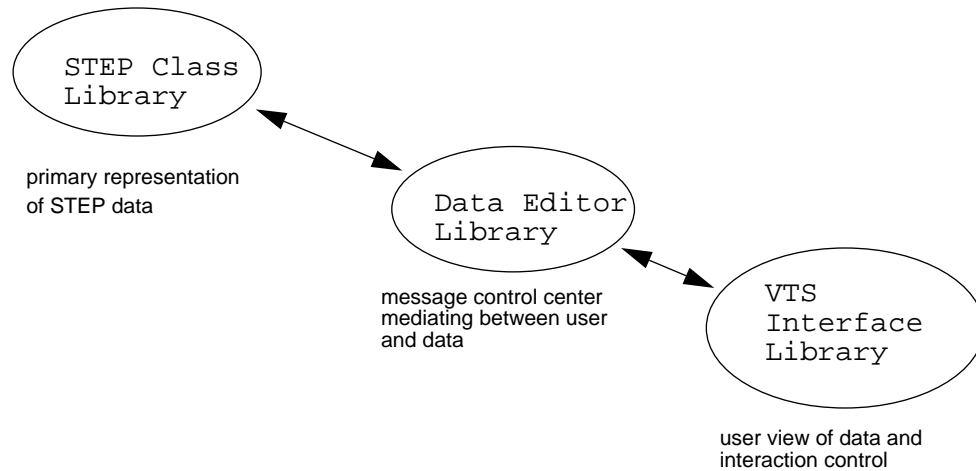 STEP Class
Library
primary representation
of STEP data
Data Editor
Library
message control center
mediating between user
and data
VTS
Interface
Library
user view of data and
interaction control